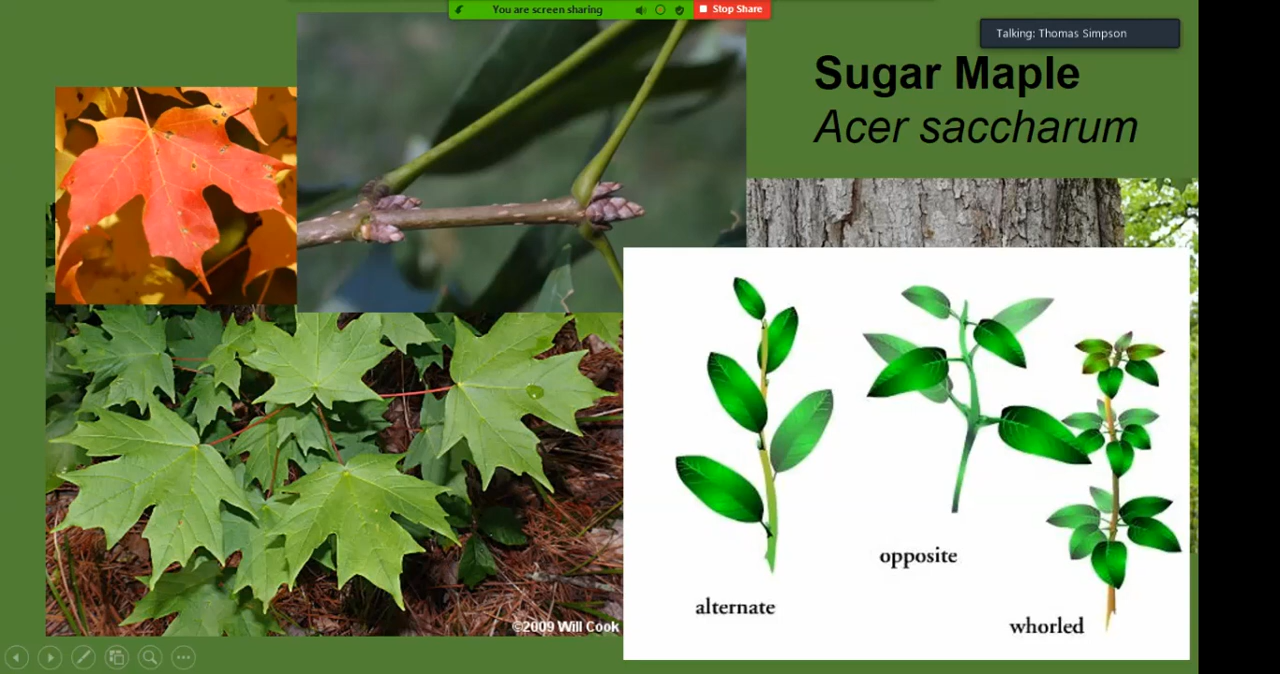 You are screen sharing
Stop Share
Talking: Thomas Simpson
Sugar Maple
Acer saccharum
alternate
opposite
whorled
©2009 Will Cook